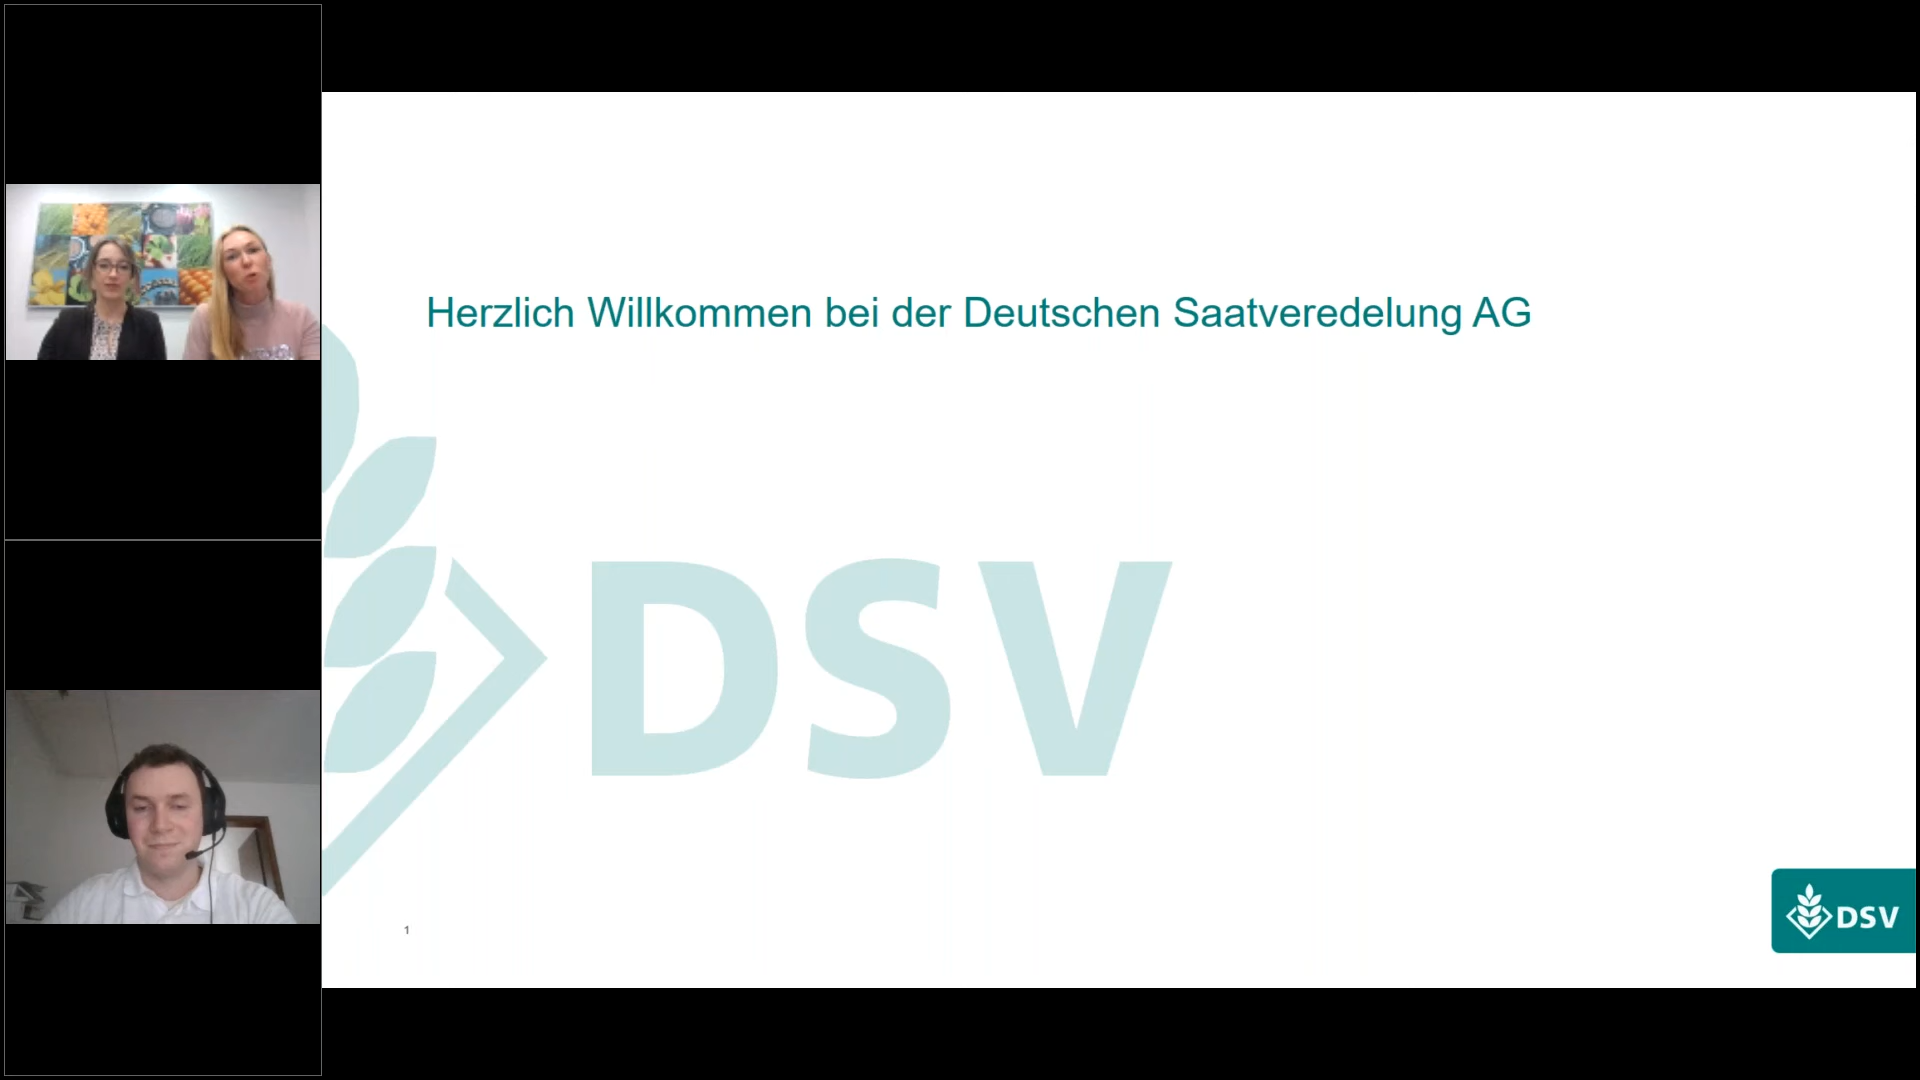 Herzlich Willkommen bei der Deutschen Saatveredelung AG
DSV
1
DSV